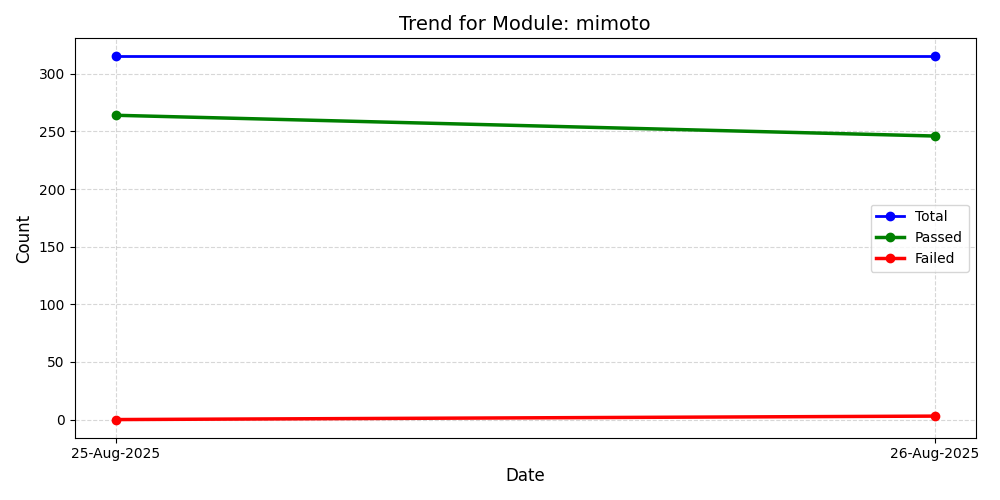 Trend for Module: mimoto
300
250
200
150
100
50
0
Count
Total
Passed
Failed
25-Aug-2025
26-Aug-2025
Date